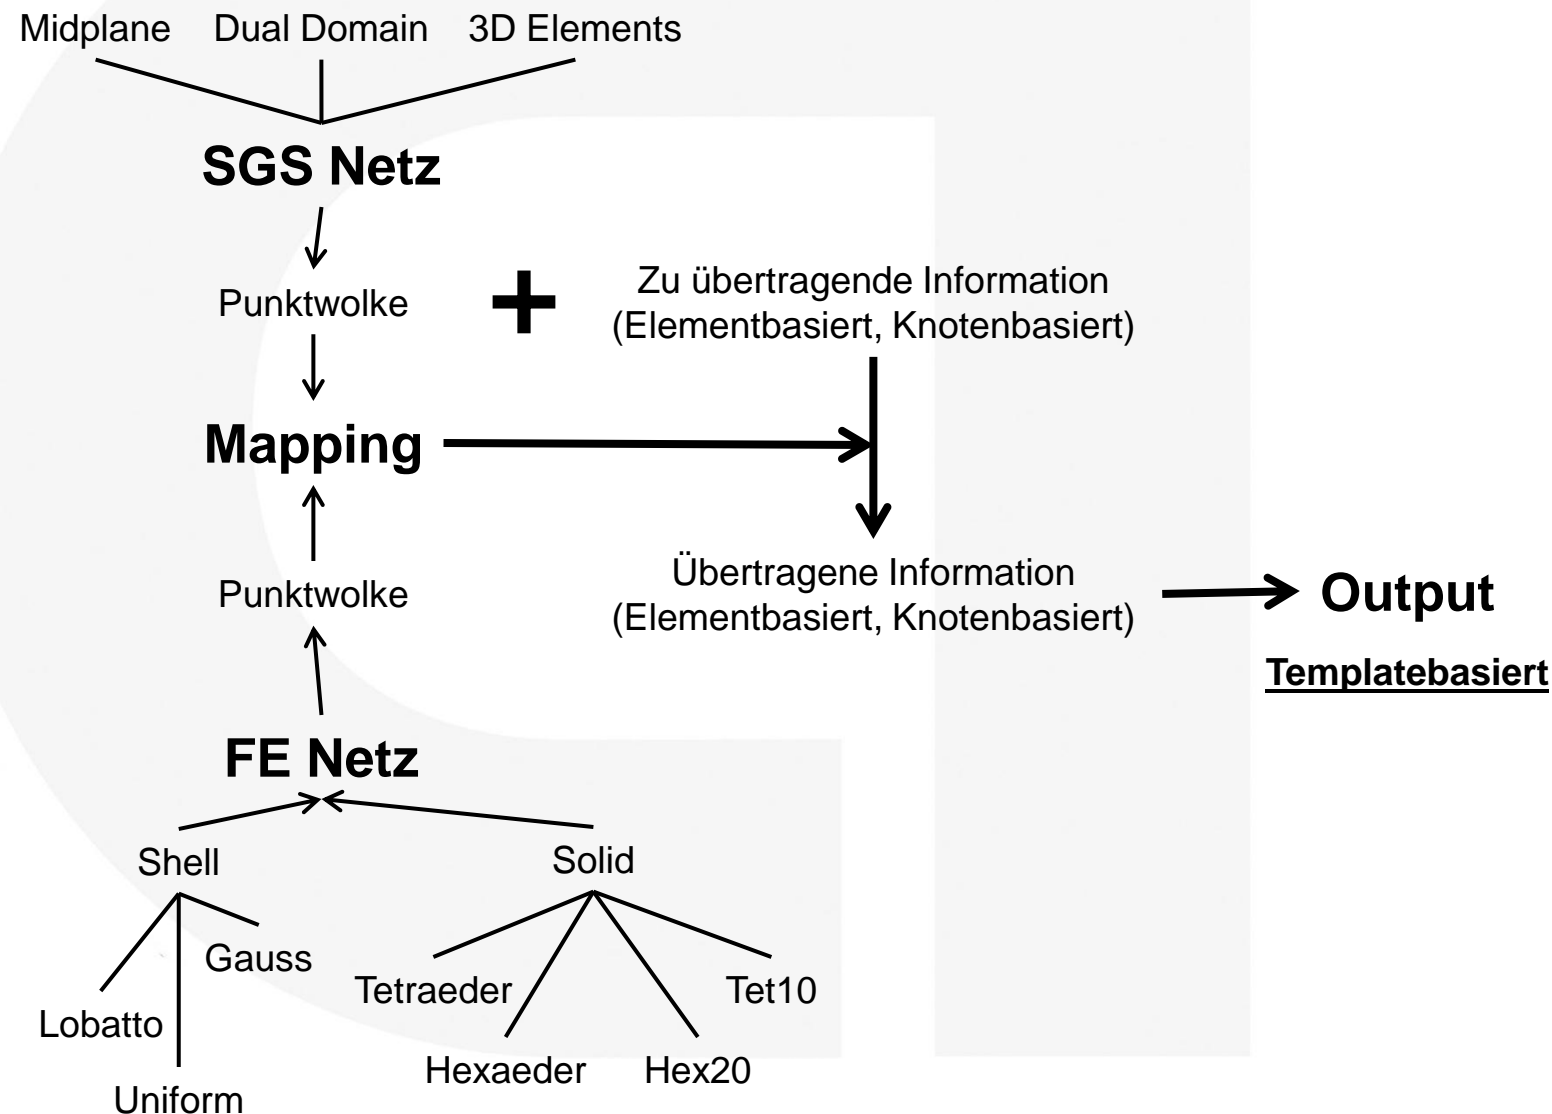 Midplane
Dual Domain
3D Elements
SGS Netz
Punktwolke
+
Zu übertragende Information
(Elementbasiert, Knotenbasiert)
Mapping
Punktwolke
Übertragene Information
(Elementbasiert, Knotenbasiert)
Output
Templatebasiert
FE Netz
Shell
Solid
Gauss
Lobatto
Uniform
Tetraeder
Tet10
Hexaeder
Hex20